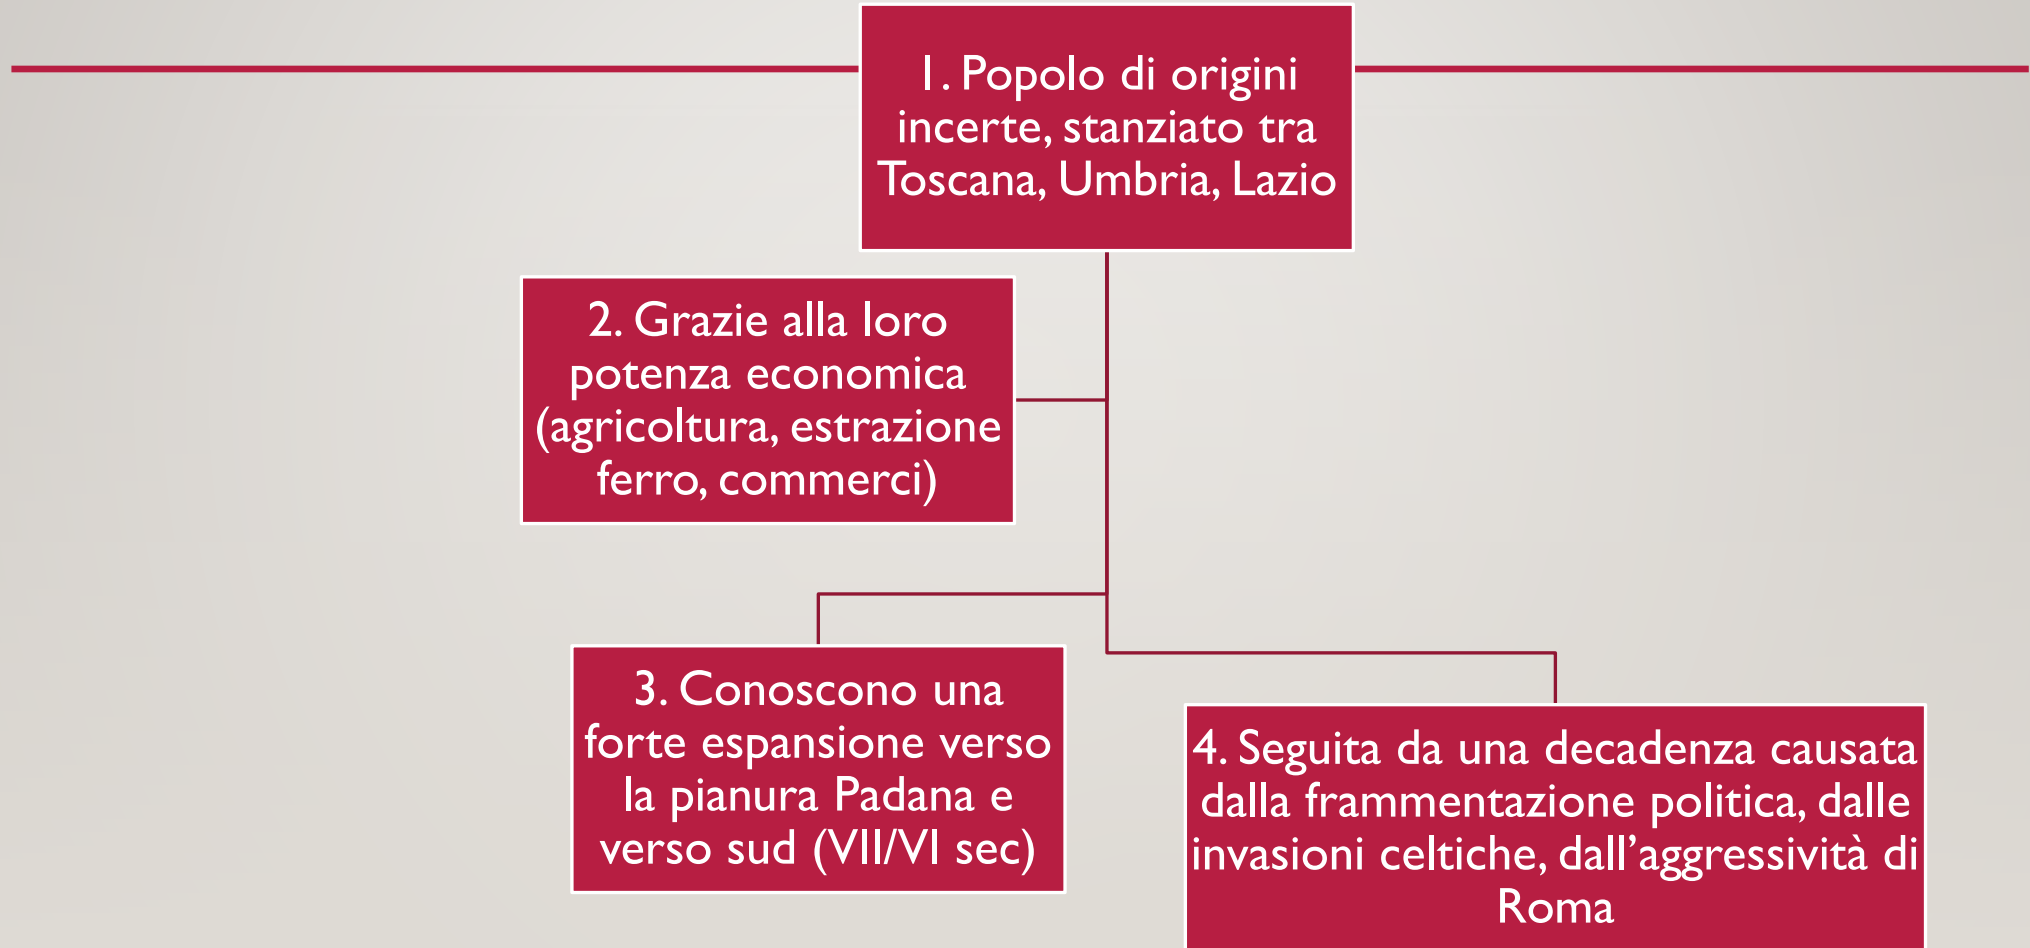 1. Popolo di origini
incerte, stanziato tra
Toscana, Umbria, Lazio
2. Grazie alla loro
potenza economica
(agricoltura, estrazione
ferro, commerci)
3. Conoscono una
forte espansione verso
la pianura Padana e
verso sud (VII/VI sec)
4. Seguita da una decadenza causata
dalla frammentazione politica, dalle
invasioni celtiche, dall’aggressività di
Roma